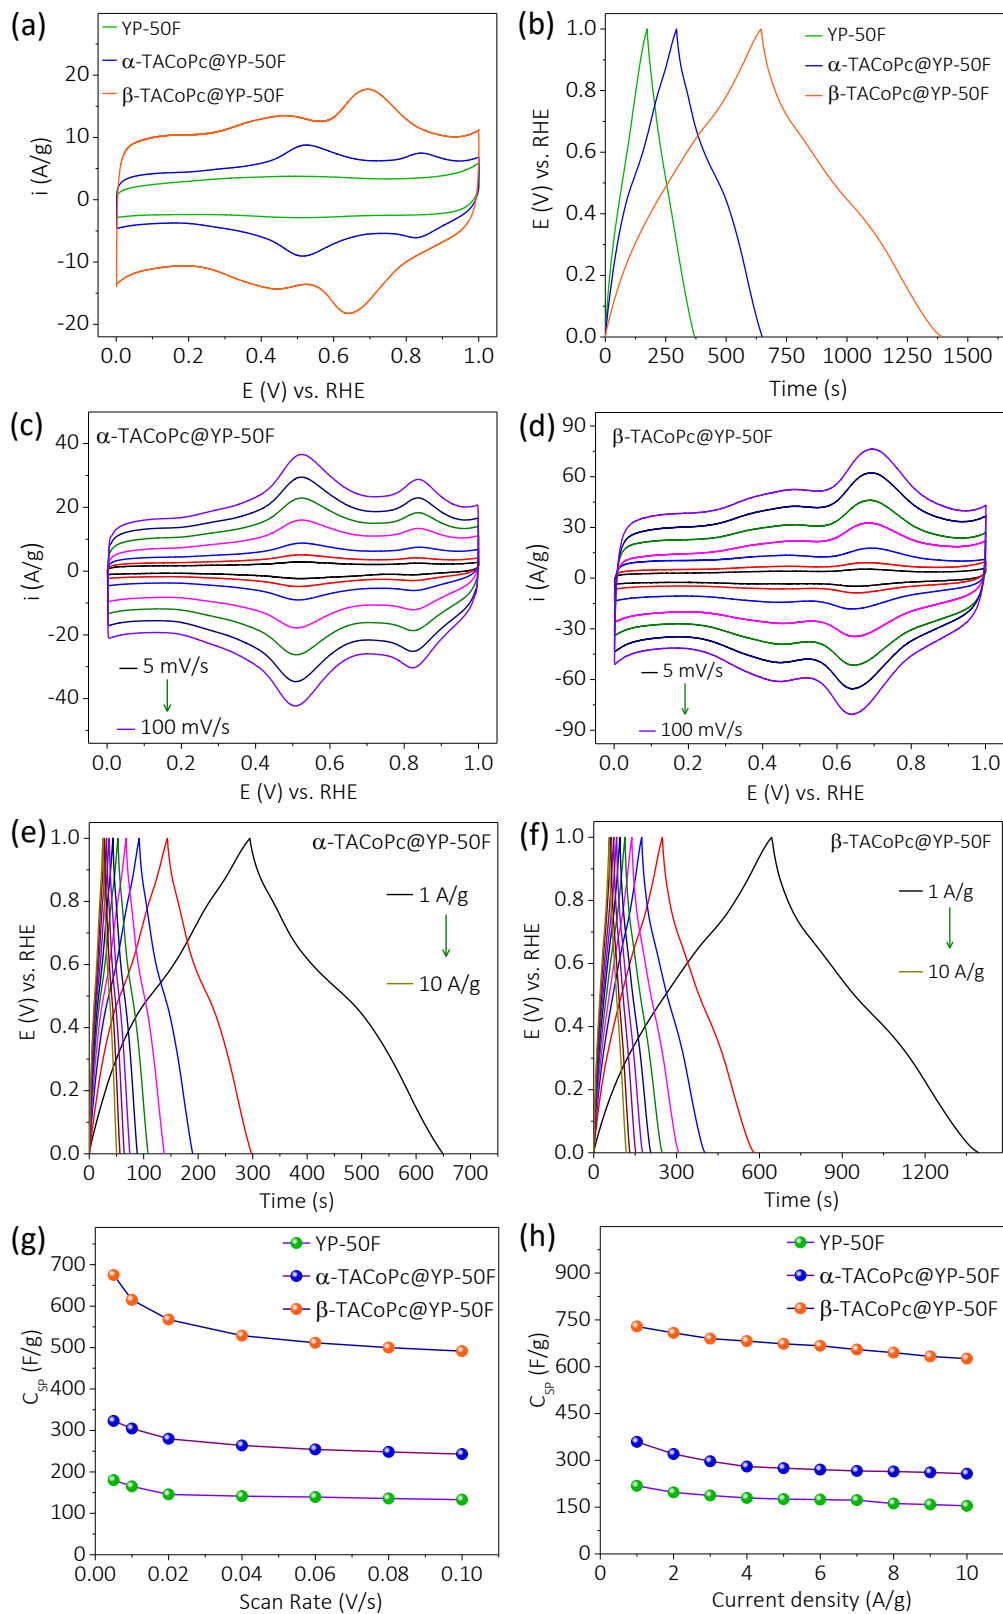 (a)
YP-50F
α-TACoPc@YP-50F
β-TACoPc@YP-50F
20
10
0
-10
-20
i (A/g)
0.0 0.2 0.4 0.6 0.8 1.0
E (V) vs. RHE
(b)
YP-50F
α-TACoPc@YP-50F
β-TACoPc@YP-50F
1.0
0.8
0.6
0.4
0.2
0.0
E (V) vs. RHE
0 250 500 750 1000 1250 1500
Time (s)
(c)
α-TACoPc@YP-50F
40
20
0
-20
-40
i (A/g)
5 mV/s
100 mV/s
0.0 0.2 0.4 0.6 0.8 1.0
E (V) vs. RHE
(d)
β-TACoPc@YP-50F
90
60
30
0
-30
-60
-90
i (A/g)
5 mV/s
100 mV/s
0.0 0.2 0.4 0.6 0.8 1.0
E (V) vs. RHE
(e)
α-TACoPc@YP-50F
1 A/g
10 A/g
1.0
0.8
0.6
0.4
0.2
0.0
E (V) vs. RHE
0 100 200 300 400 500 600 700
Time (s)
(f)
β-TACoPc@YP-50F
1 A/g
10 A/g
1.0
0.8
0.6
0.4
0.2
0.0
E (V) vs. RHE
0 300 600 900 1200
Time (s)
(g)
YP-50F
α-TACoPc@YP-50F
β-TACoPc@YP-50F
700
600
500
400
300
200
100
0
C_SP (F/g)
0.00 0.02 0.04 0.06 0.08 0.10
Scan Rate (V/s)
(h)
YP-50F
α-TACoPc@YP-50F
β-TACoPc@YP-50F
900
750
600
450
300
150
0
C_SP (F/g)
0 2 4 6 8 10
Current density (A/g)